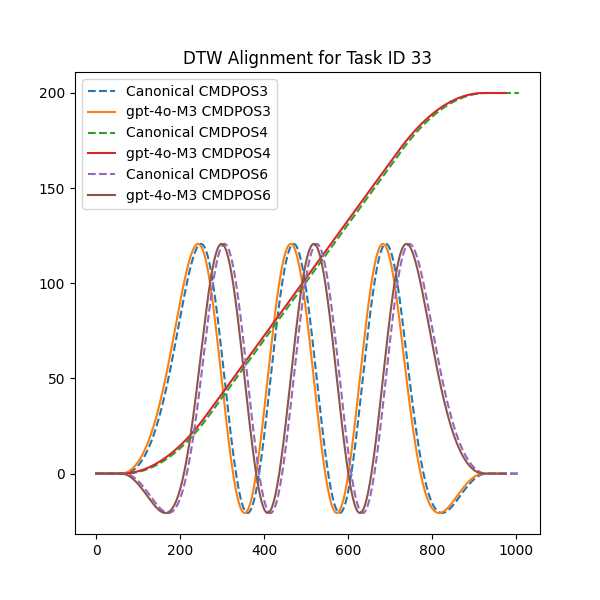 DTW Alignment for Task ID 33
Canonical CMDPOS3
gpt-4o-M3 CMDPOS3
Canonical CMDPOS4
gpt-4o-M3 CMDPOS4
Canonical CMDPOS6
gpt-4o-M3 CMDPOS6
200
150
100
50
0
0 200 400 600 800 1000